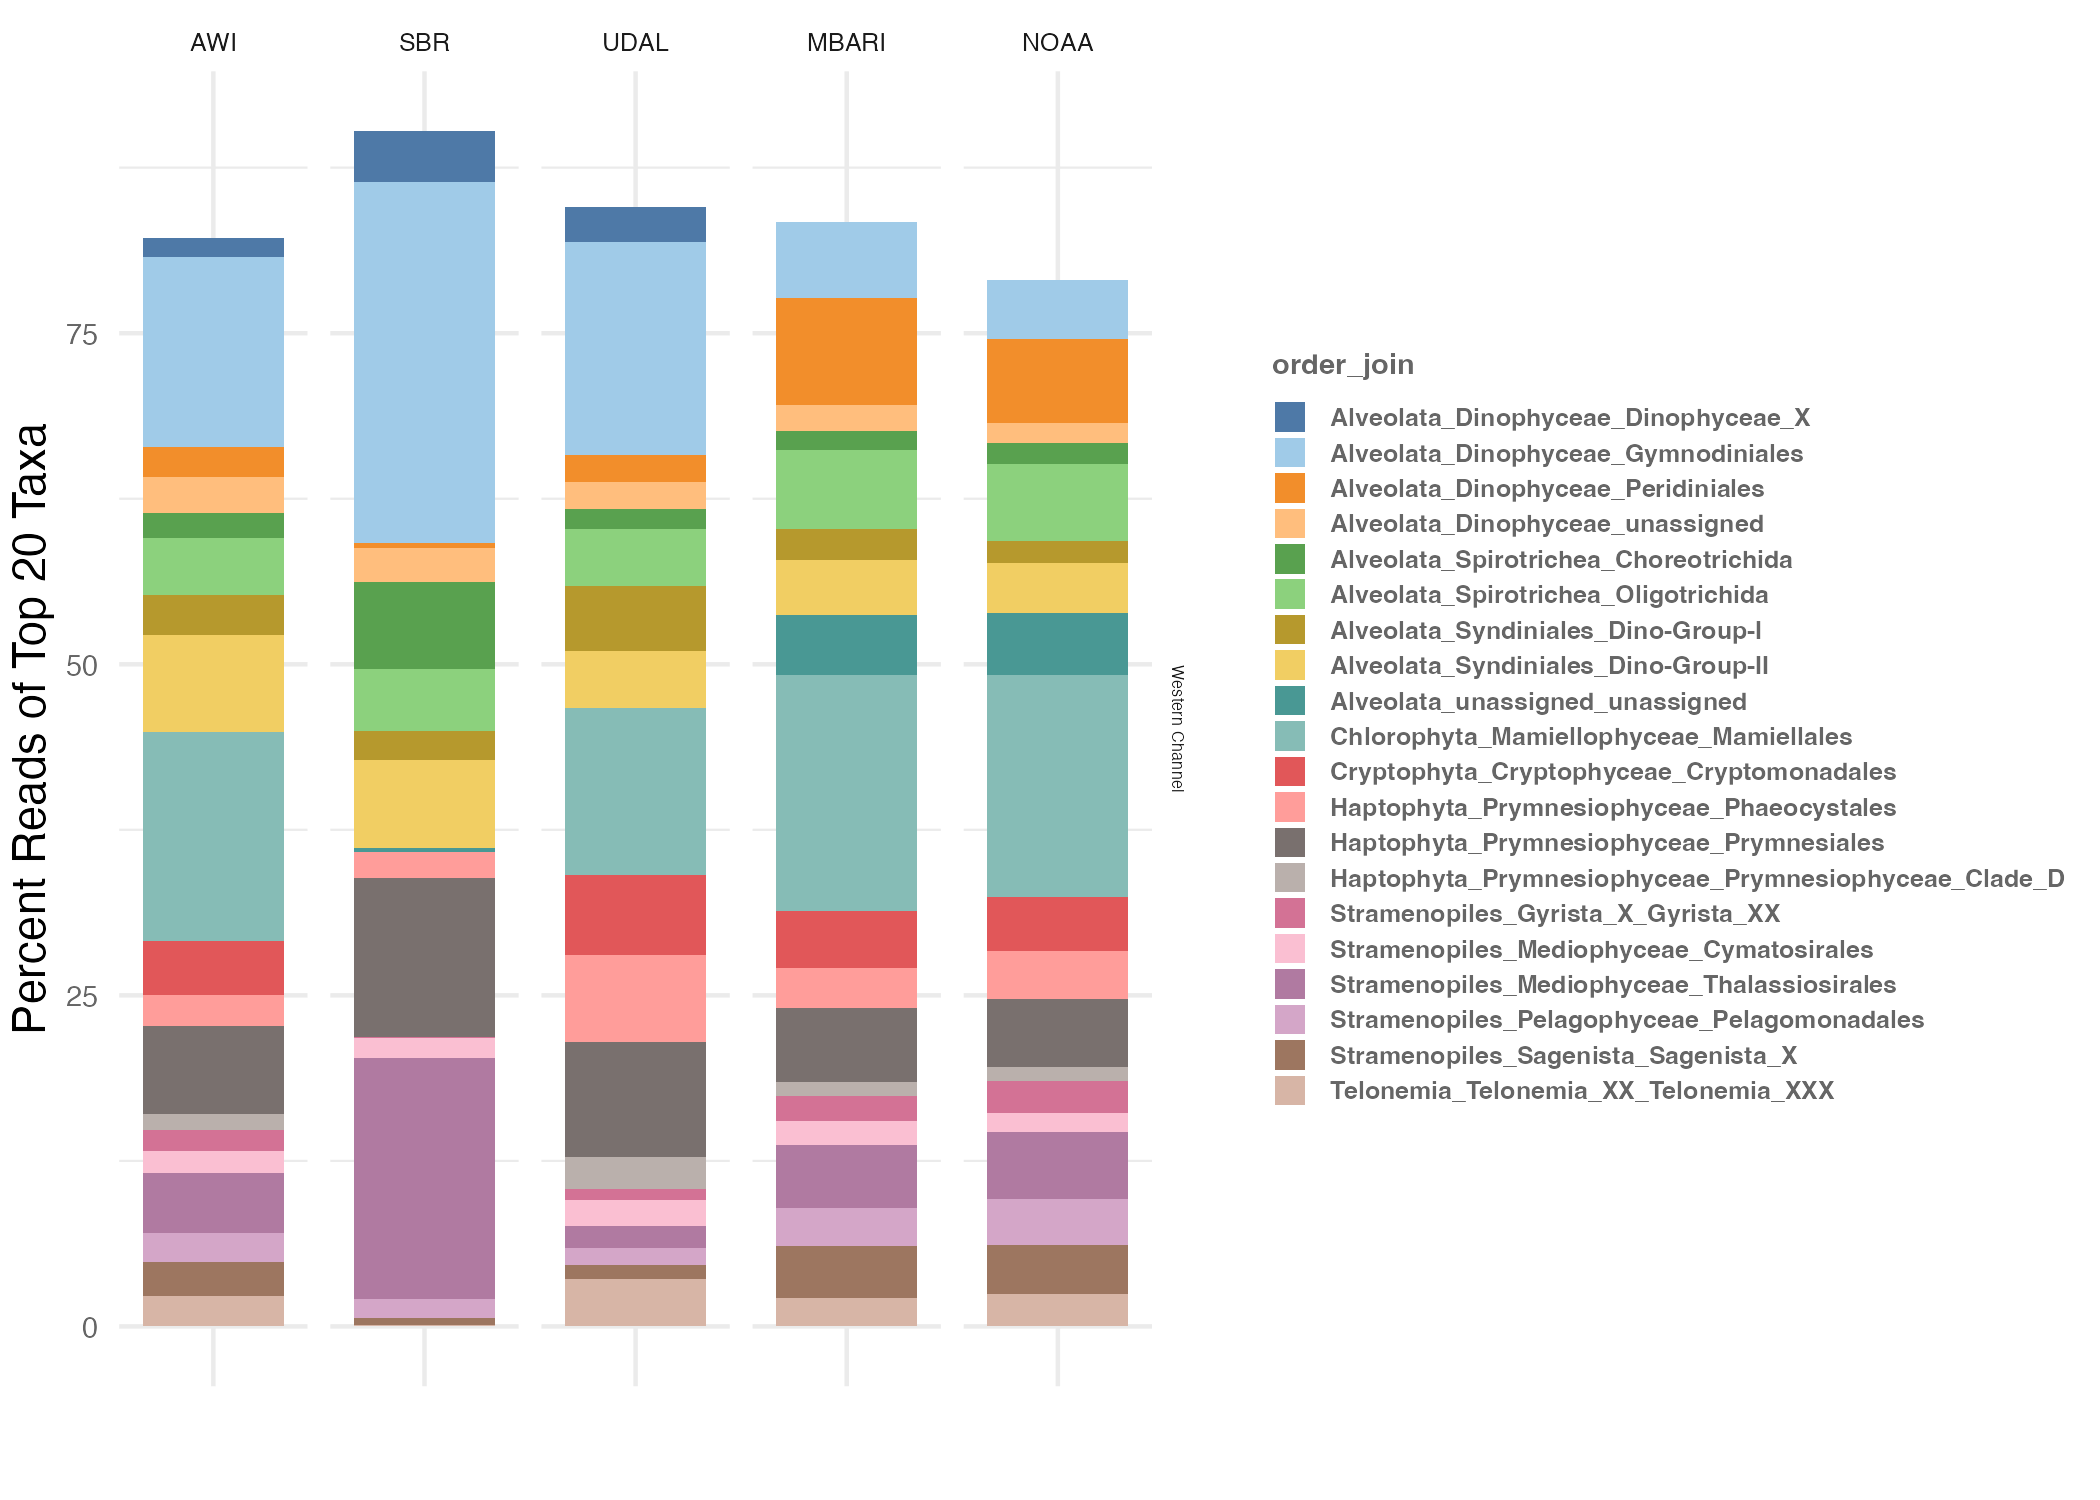 AWI SBR UDAL MBARI NOAA
Percent Reads of Top 20 Taxa
75
50
25
0
Western Channel
order_join
Alveolata_Dinophyceae_Dinophyceae_X
Alveolata_Dinophyceae_Gymnodiniales
Alveolata_Dinophyceae_Peridiniales
Alveolata_Dinophyceae_unassigned
Alveolata_Spirotrichea_Choreotrichida
Alveolata_Spirotrichea_Oligotrichida
Alveolata_Syndiniales_Dino-Group-I
Alveolata_Syndiniales_Dino-Group-II
Alveolata_unassigned_unassigned
Chlorophyta_Mamiellophyceae_Mamiellales
Cryptophyta_Cryptophyceae_Cryptomonadales
Haptophyta_Prymnesiophyceae_Phaeocystales
Haptophyta_Prymnesiophyceae_Prymnesiales
Haptophyta_Prymnesiophyceae_Prymnesiophyceae_Clade_D
Stramenopiles_Gyrista_X_Gyrista_XX
Stramenopiles_Mediophyceae_Cymatosirales
Stramenopiles_Mediophyceae_Thalassiosirales
Stramenopiles_Pelagophyceae_Pelagomonadales
Stramenopiles_Sagenista_Sagenista_X
Telonemia_Telonemia_XX_Telonemia_XXX